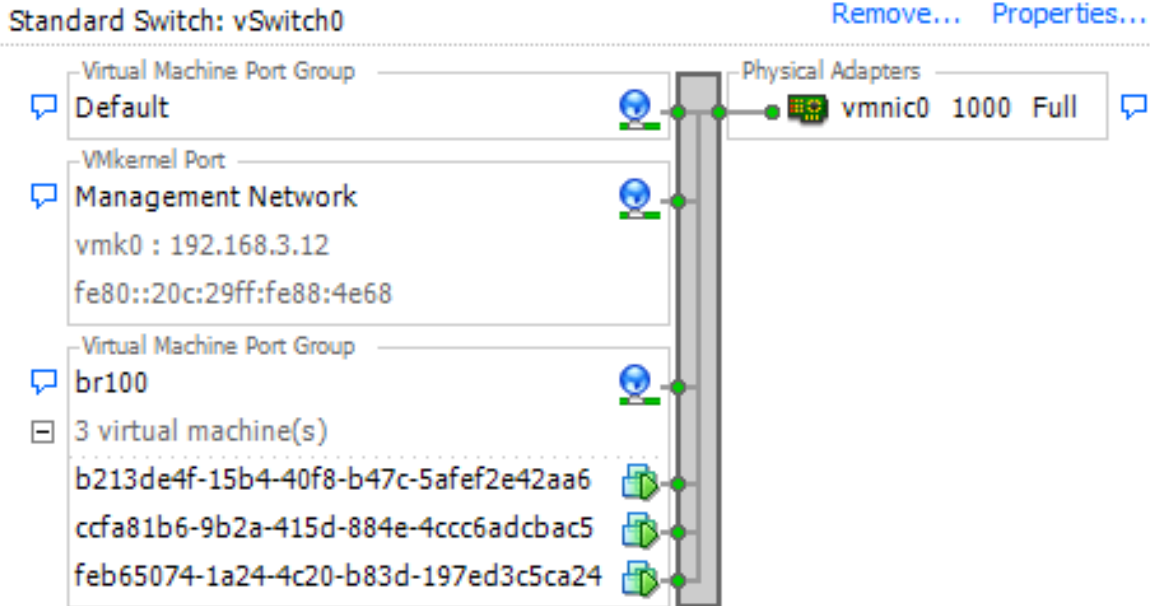 Standard Switch: vSwitch0
Remove... Properties...
Virtual Machine Port Group
Default
Physical Adapters
vmnic0 1000 Full
VMkernel Port
Management Network
vmk0 : 192.168.3.12
fe80::20c:29ff:fe88:4e68
Virtual Machine Port Group
br100
3 virtual machine(s)
b213de4f-15b4-40f8-b47c-5afef2e42aa6
ccfa81b6-9b2a-415d-884e-4ccc6adcbac5
feb65074-1a24-4c20-b83d-197ed3c5ca24